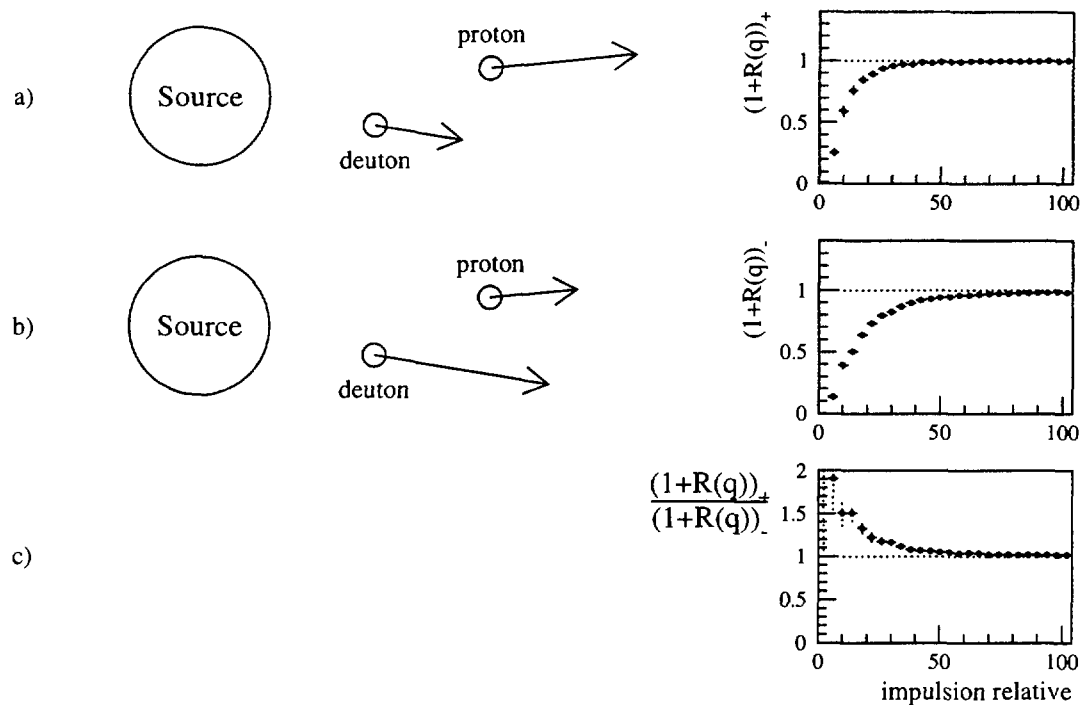 a)
Source
proton
deuton
(1+R(q))+
1
0.5
0
0
50
100
b)
Source
proton
deuton
(1+R(q))-
1
0.5
0
0
50
100
c)
(1+R(q))+
(1+R(q))-
2
1.5
1
0.5
0
0
50
100
impulsion relative